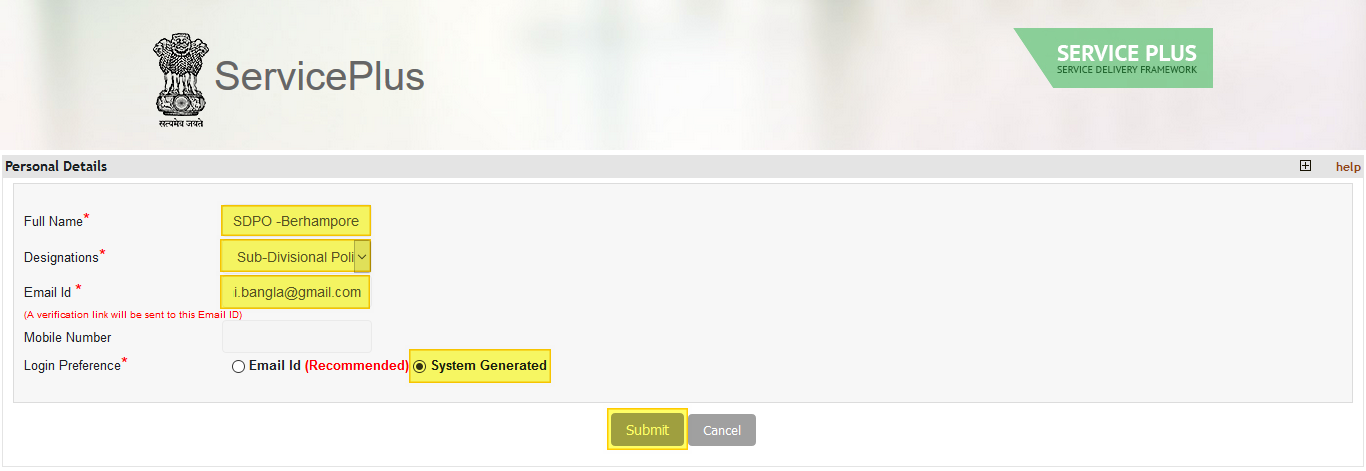 सत्यमेव जयते
ServicePlus
SERVICE PLUS
SERVICE DELIVERY FRAMEWORK
Personal Details help
Full Name* SDPO -Berhampore
Designations* Sub-Divisional Poli
Email Id * i.bangla@gmail.com
(A verification link will be sent to this Email ID)
Mobile Number
Login Preference* Email Id (Recommended) System Generated
Submit Cancel